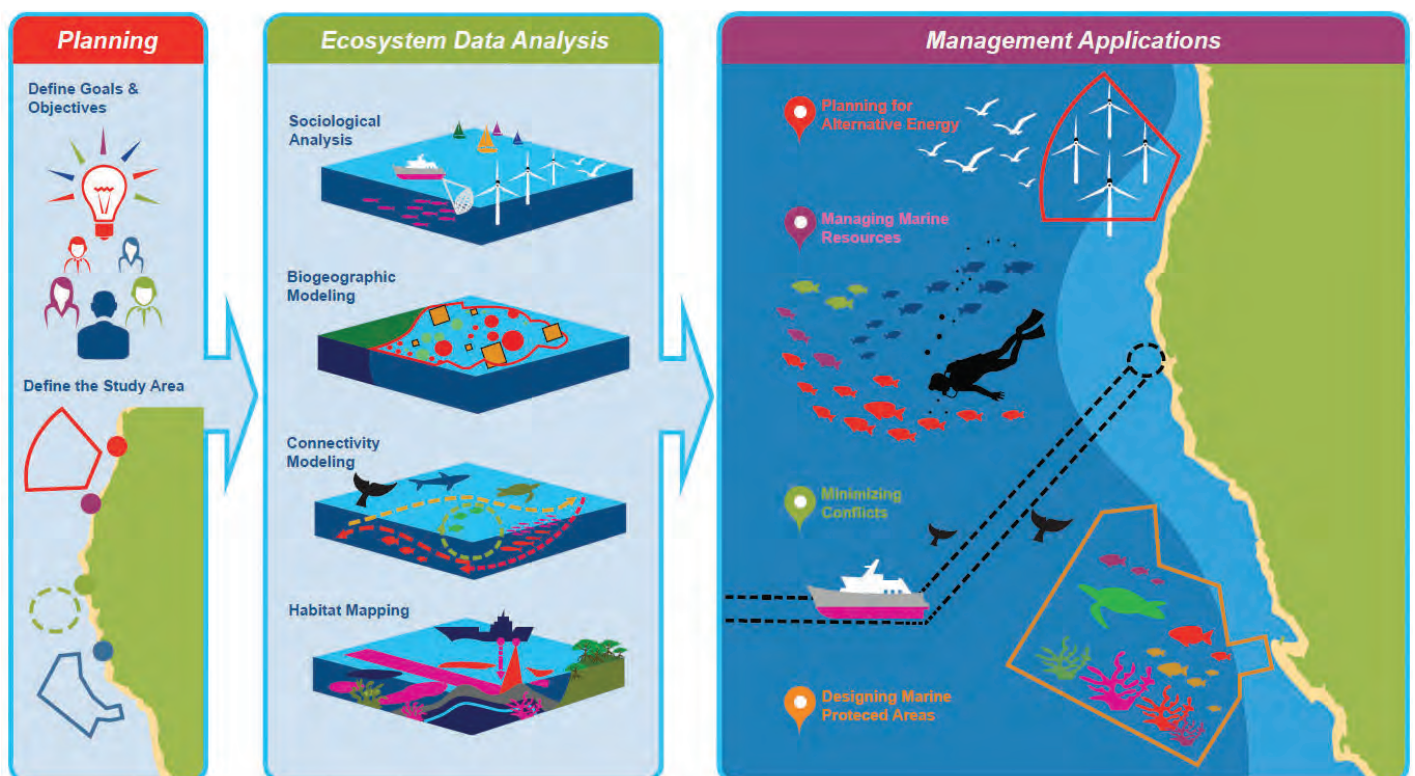 Planning
Define Goals &
Objectives
Define the Study Area
Ecosystem Data Analysis
Sociological
Analysis
Biogeographic
Modeling
Connectivity
Modeling
Habitat Mapping
Management Applications
Planning for
Alternative Energy
Managing Marine
Resources
Minimizing
Conflicts
Designing Marine
Proteced Areas